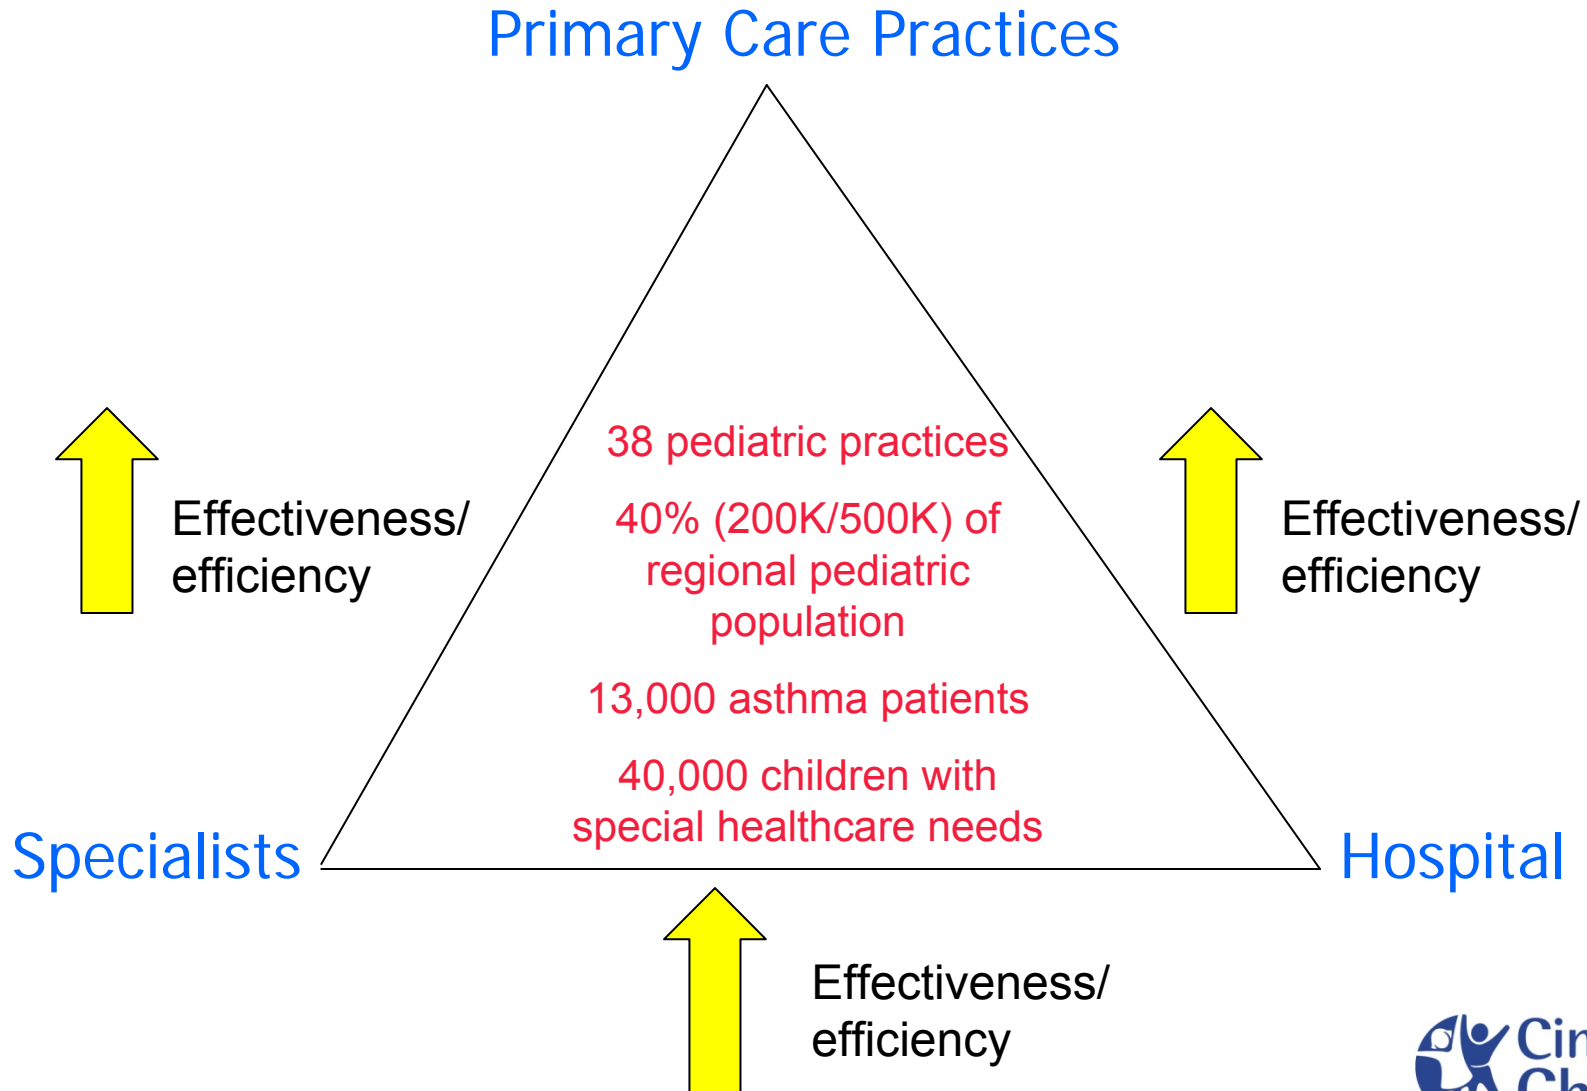 Primary Care Practices
38 pediatric practices
40% (200K/500K) of
regional pediatric
population
13,000 asthma patients
40,000 children with
special healthcare needs
Effectiveness/
efficiency
Effectiveness/
efficiency
Specialists
Hospital
Effectiveness/
efficiency